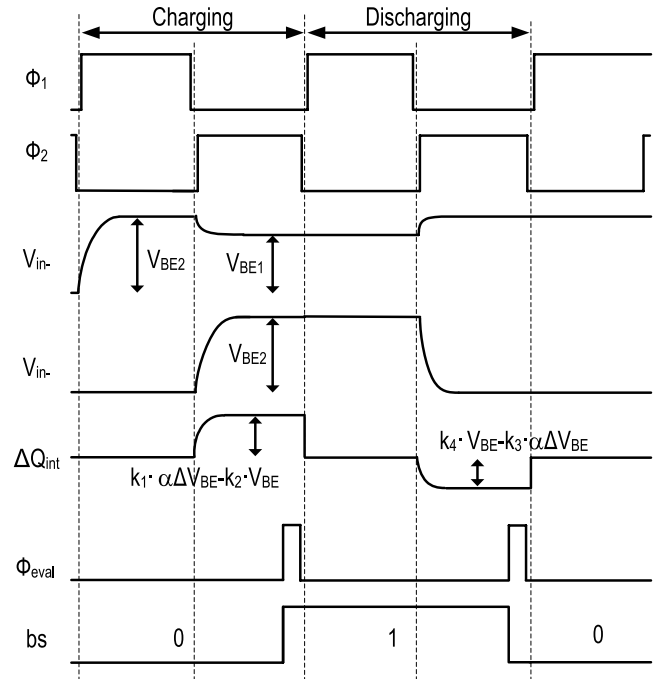 Charging Discharging
Φ1
Φ2
Vin-
VBE2
VBE1
Vin-
VBE2
ΔQint
k1· αΔVBE-k2· VBE
k4· VBE-k3· αΔVBE
Φeval
bs
0
1
0